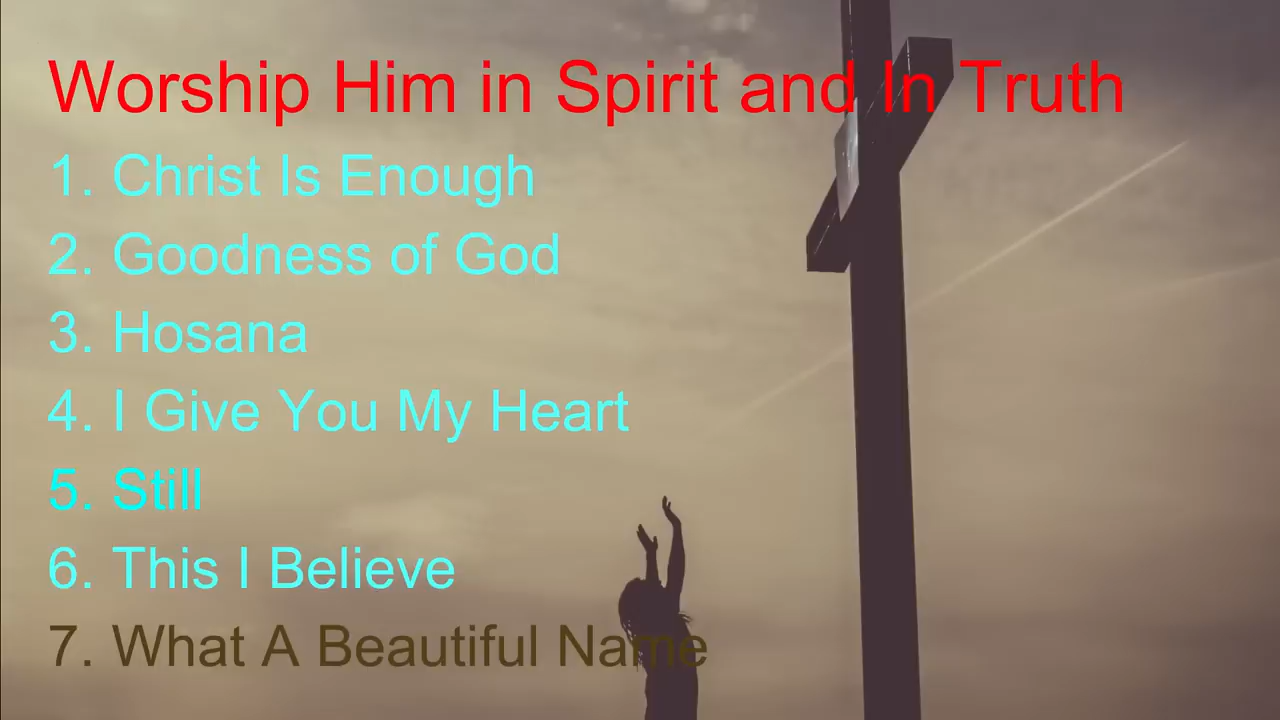 Worship Him in Spirit and In Truth
1. Christ Is Enough
2. Goodness of God
3. Hosana
4. I Give You My Heart
5. Still
6. This I Believe
7. What A Beautiful Name